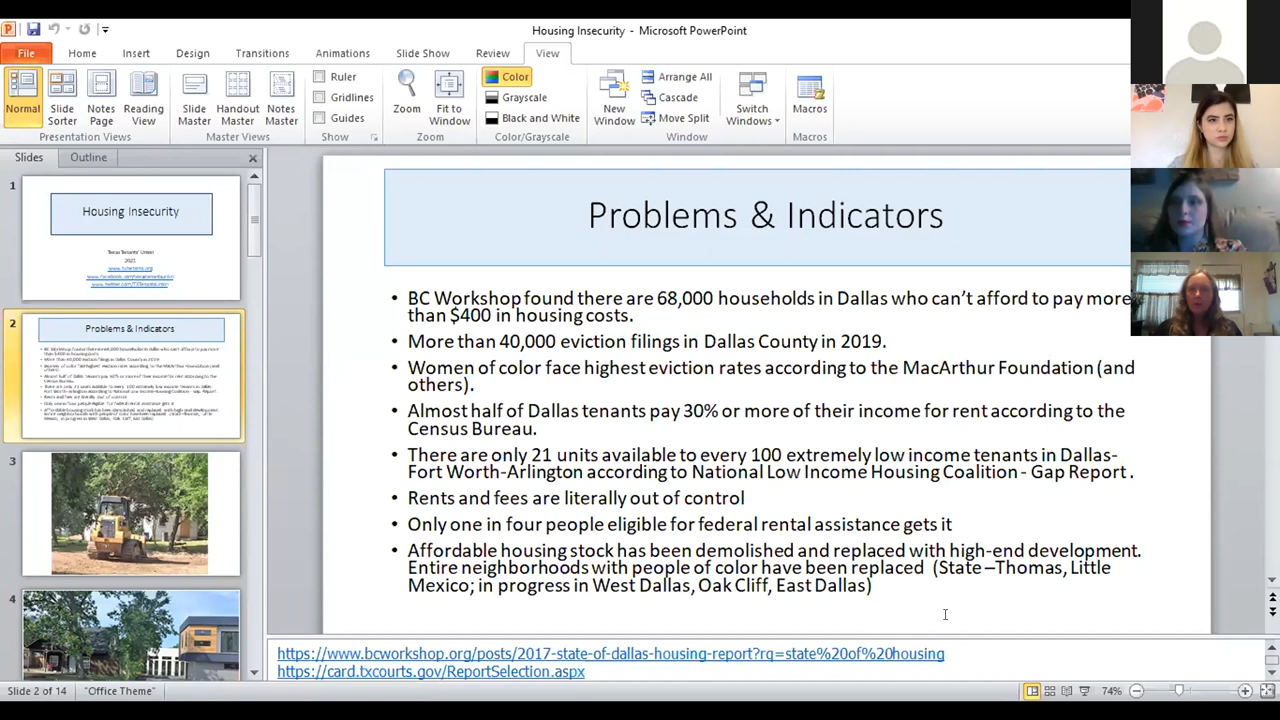 Housing Insecurity - Microsoft PowerPoint
File Home Insert Design Transitions Animations Slide Show Review View
Normal
Slide Sorter
Notes Page
Reading View
Presentation Views
Slide Master
Handout Master
Notes Master
Master Views
Ruler
Gridlines
Guides
Show
Zoom
Fit to Window
Zoom
Color
Grayscale
Black and White
Color/Grayscale
New Window
Arrange All
Cascade
Move Split
Switch Windows
Window
Macros
Macros
Slides Outline
1
Housing Insecurity
Texas Tenants' Union
2021
2
Problems & Indicators
3
4
Problems & Indicators
• BC Workshop found there are 68,000 households in Dallas who can't afford to pay more
than $400 in housing costs.
• More than 40,000 eviction filings in Dallas County in 2019.
• Women of color face highest eviction rates according to the MacArthur Foundation (and
others).
• Almost half of Dallas tenants pay 30% or more of their income for rent according to the
Census Bureau.
• There are only 21 units available to every 100 extremely low income tenants in Dallas-
Fort Worth-Arlington according to National Low Income Housing Coalition - Gap Report .
• Rents and fees are literally out of control
• Only one in four people eligible for federal rental assistance gets it
• Affordable housing stock has been demolished and replaced with high-end development.
Entire neighborhoods with people of color have been replaced (State –Thomas, Little
Mexico; in progress in West Dallas, Oak Cliff, East Dallas)
https://www.bcworkshop.org/posts/2017-state-of-dallas-housing-report?rq=state%20of%20housing
https://card.txcourts.gov/ReportSelection.aspx
Slide 2 of 14 "Office Theme" 74%